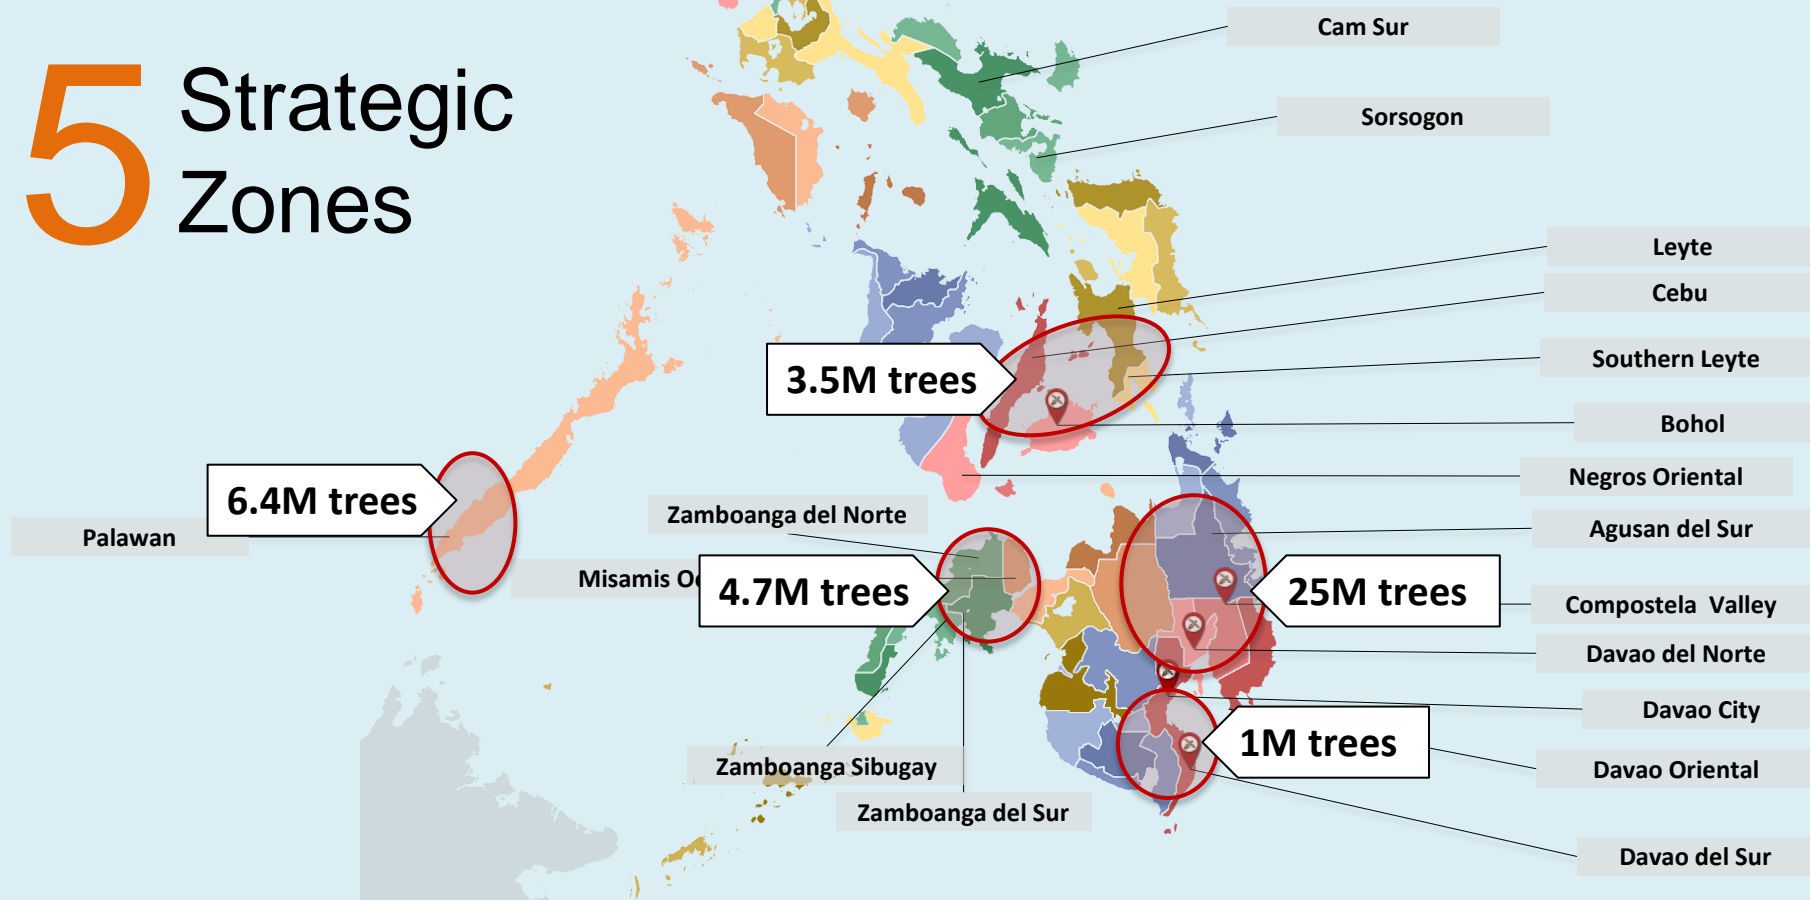 5 Strategic
Zones
Cam Sur
Sorsogon
Leyte
Cebu
3.5M trees
Southern Leyte
Bohol
Negros Oriental
6.4M trees
Palawan
Zamboanga del Norte
Agusan del Sur
Misamis
4.7M trees
25M trees
Compostela Valley
Davao del Norte
Davao City
1M trees
Zamboanga Sibugay
Davao Oriental
Zamboanga del Sur
Davao del Sur